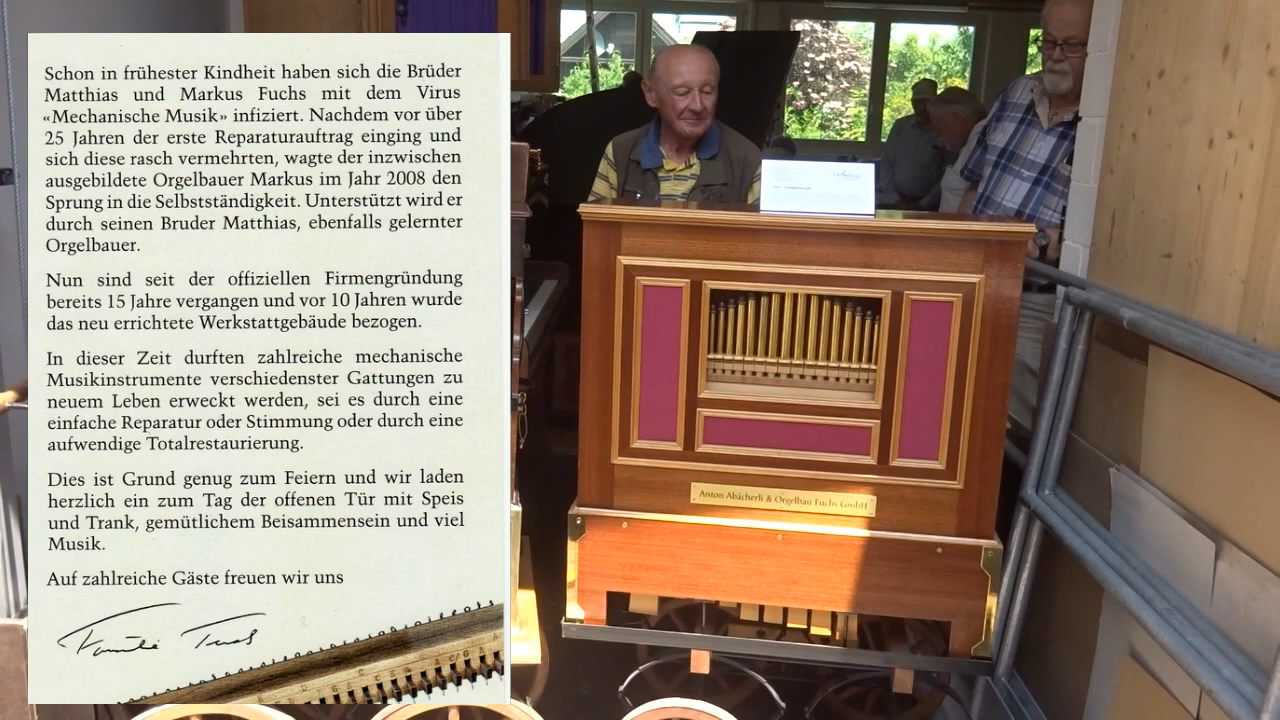 Schon in frühester Kindheit haben sich die Brüder
Matthias und Markus Fuchs mit dem Virus
«Mechanische Musik» infiziert. Nachdem vor über
25 Jahren der erste Reparaturauftrag einging und
sich diese rasch vermehrten, wagte der inzwischen
ausgebildete Orgelbauer Markus im Jahr 2008 den
Sprung in die Selbstständigkeit. Unterstützt wird er
durch seinen Bruder Matthias, ebenfalls gelernter
Orgelbauer.
Nun sind seit der offiziellen Firmengründung
bereits 15 Jahre vergangen und vor 10 Jahren wurde
das neu errichtete Werkstattgebäude bezogen.
In dieser Zeit durften zahlreiche mechanische
Musikinstrumente verschiedenster Gattungen zu
neuem Leben erweckt werden, sei es durch eine
einfache Reparatur oder Stimmung oder durch eine
aufwendige Totalrestaurierung.
Dies ist Grund genug zum Feiern und wir laden
herzlich ein zum Tag der offenen Tür mit Speis
und Trank, gemütlichem Beisammensein und viel
Musik.
Auf zahlreiche Gäste freuen wir uns
Familie Fuchs
Anton Abächerli & Orgelbau Fuchs GmbH